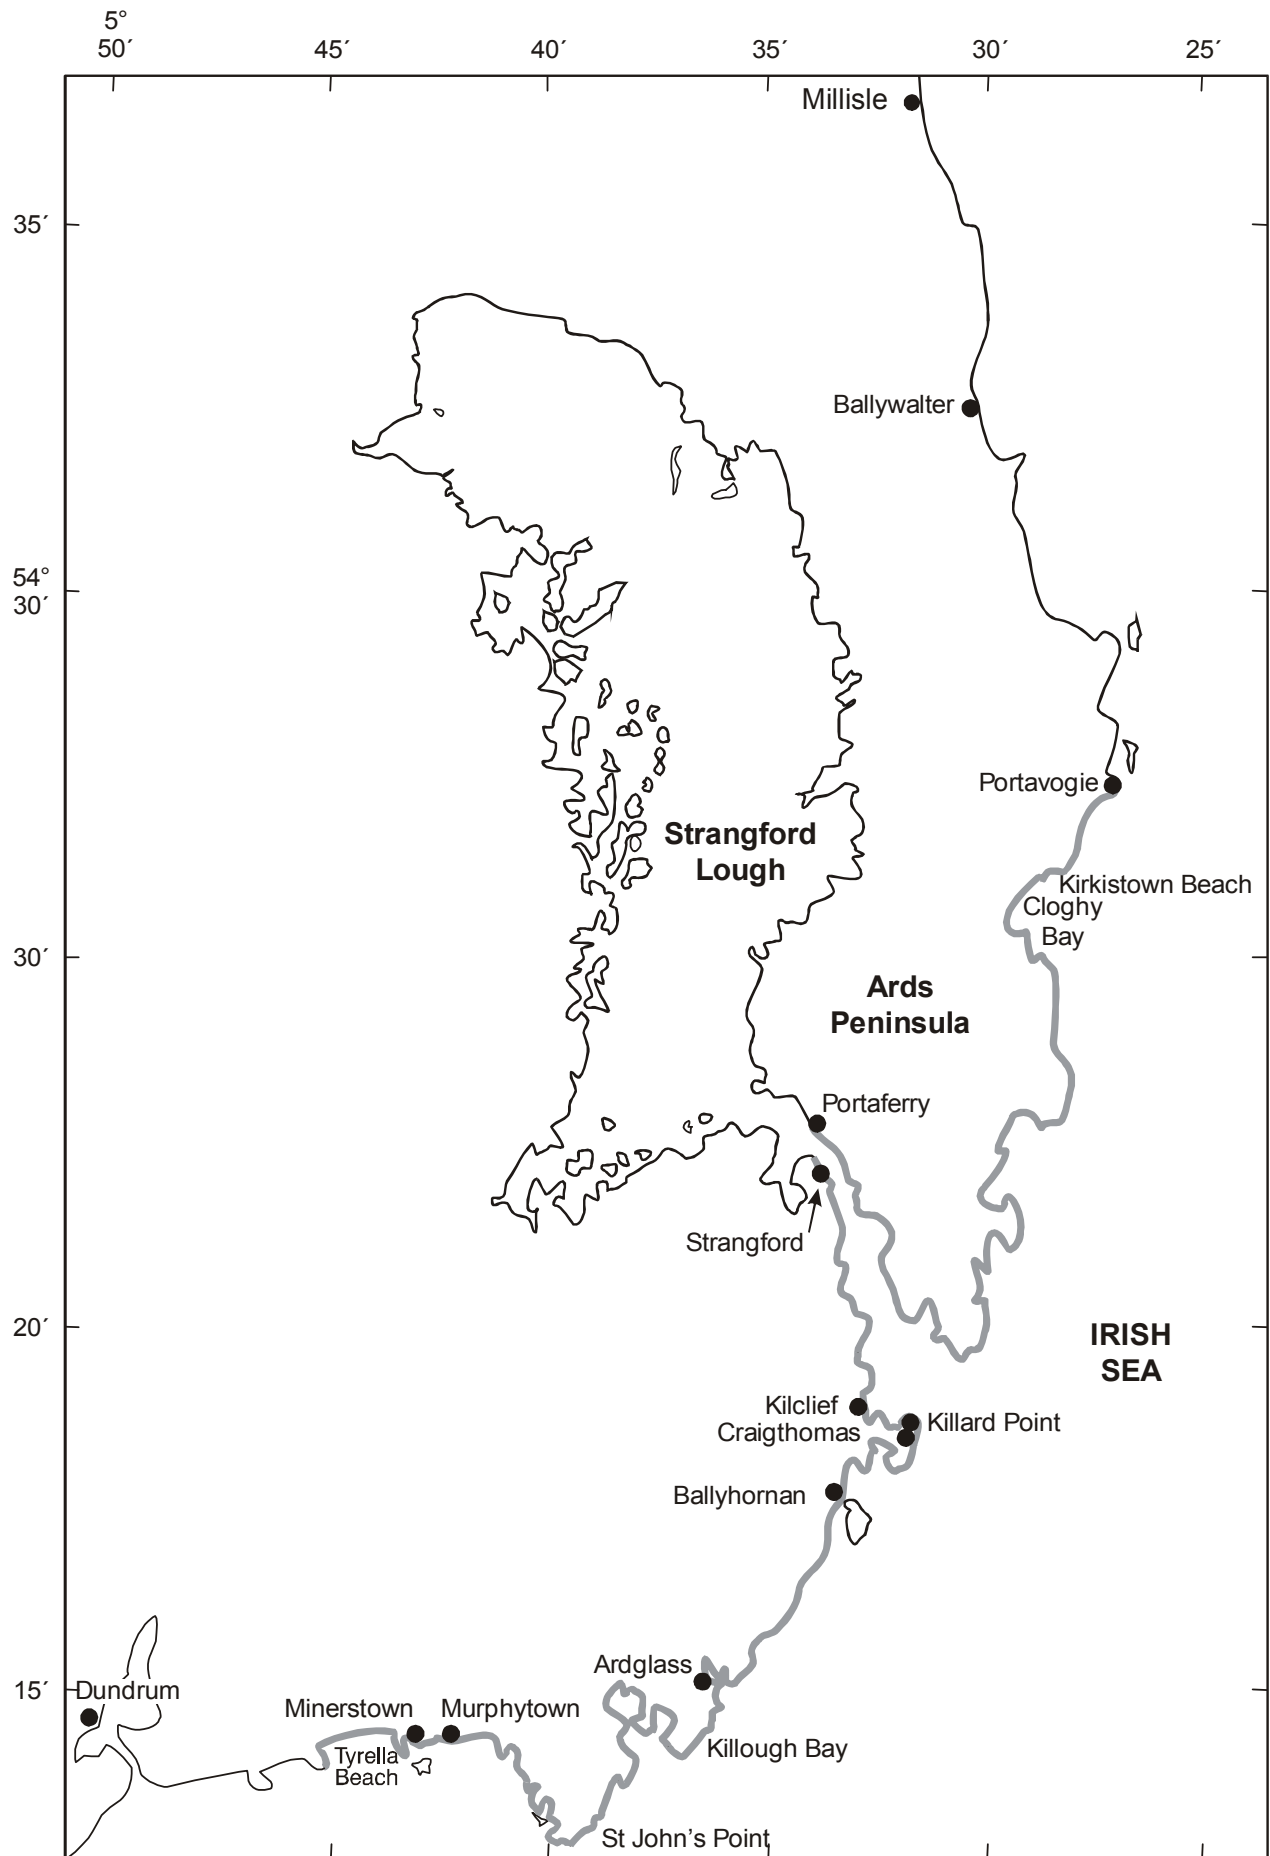 5°
50′ 45′ 40′ 35′ 30′ 25′
Millisle
35′
Ballywalter
54°
30′
Portavogie
Strangford
Lough
Kirkistown Beach
Cloghy
Bay
30′
Ards
Peninsula
Portaferry
Strangford
20′
IRISH
SEA
Kilclief
Killard Point
Craigthomas
Ballyhornan
Ardglass
15′
Dundrum
Minerstown
Murphytown
Killough Bay
Tyrella
Beach
St John’s Point